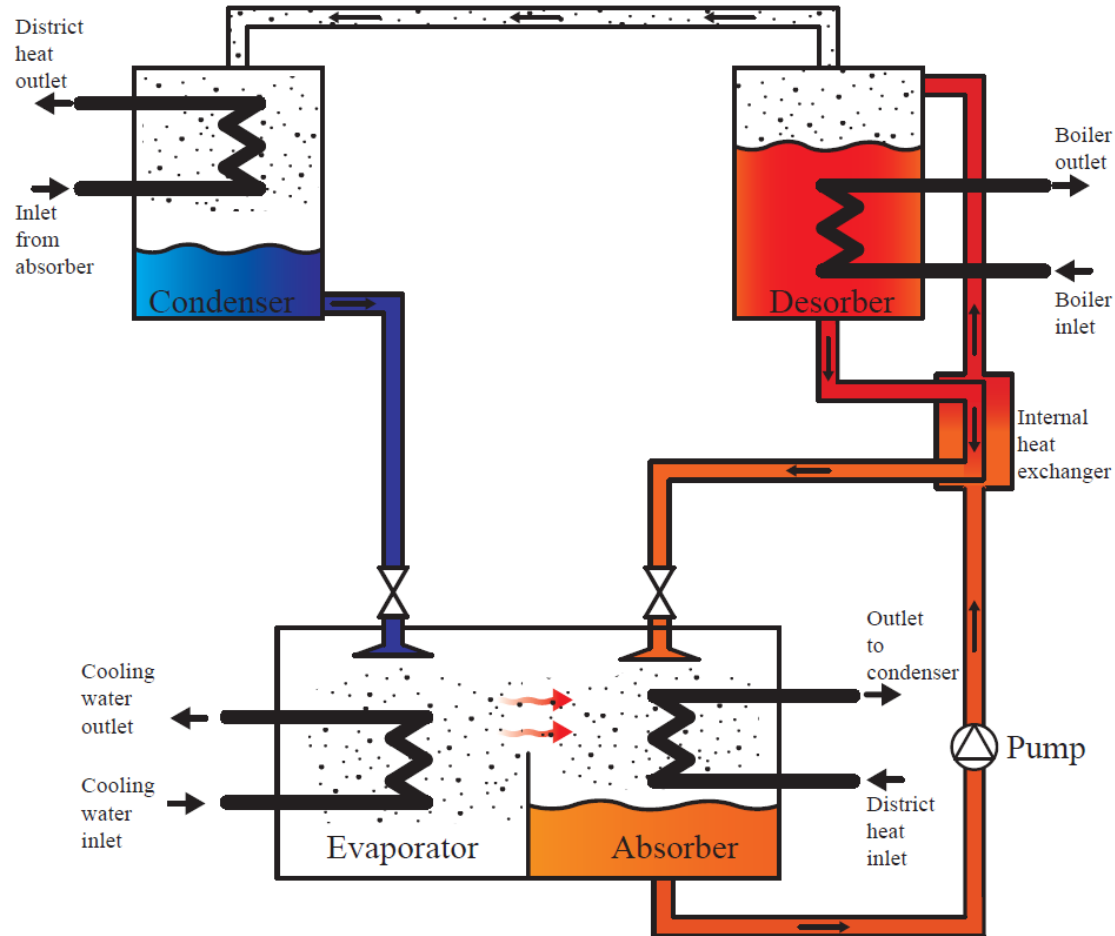 District
heat
outlet
Inlet
from
absorber
Condenser
Desorber
Boiler
outlet
Boiler
inlet
Internal
heat
exchanger
Cooling
water
outlet
Cooling
water
inlet
Evaporator
Absorber
Outlet
to
condenser
District
heat
inlet
Pump